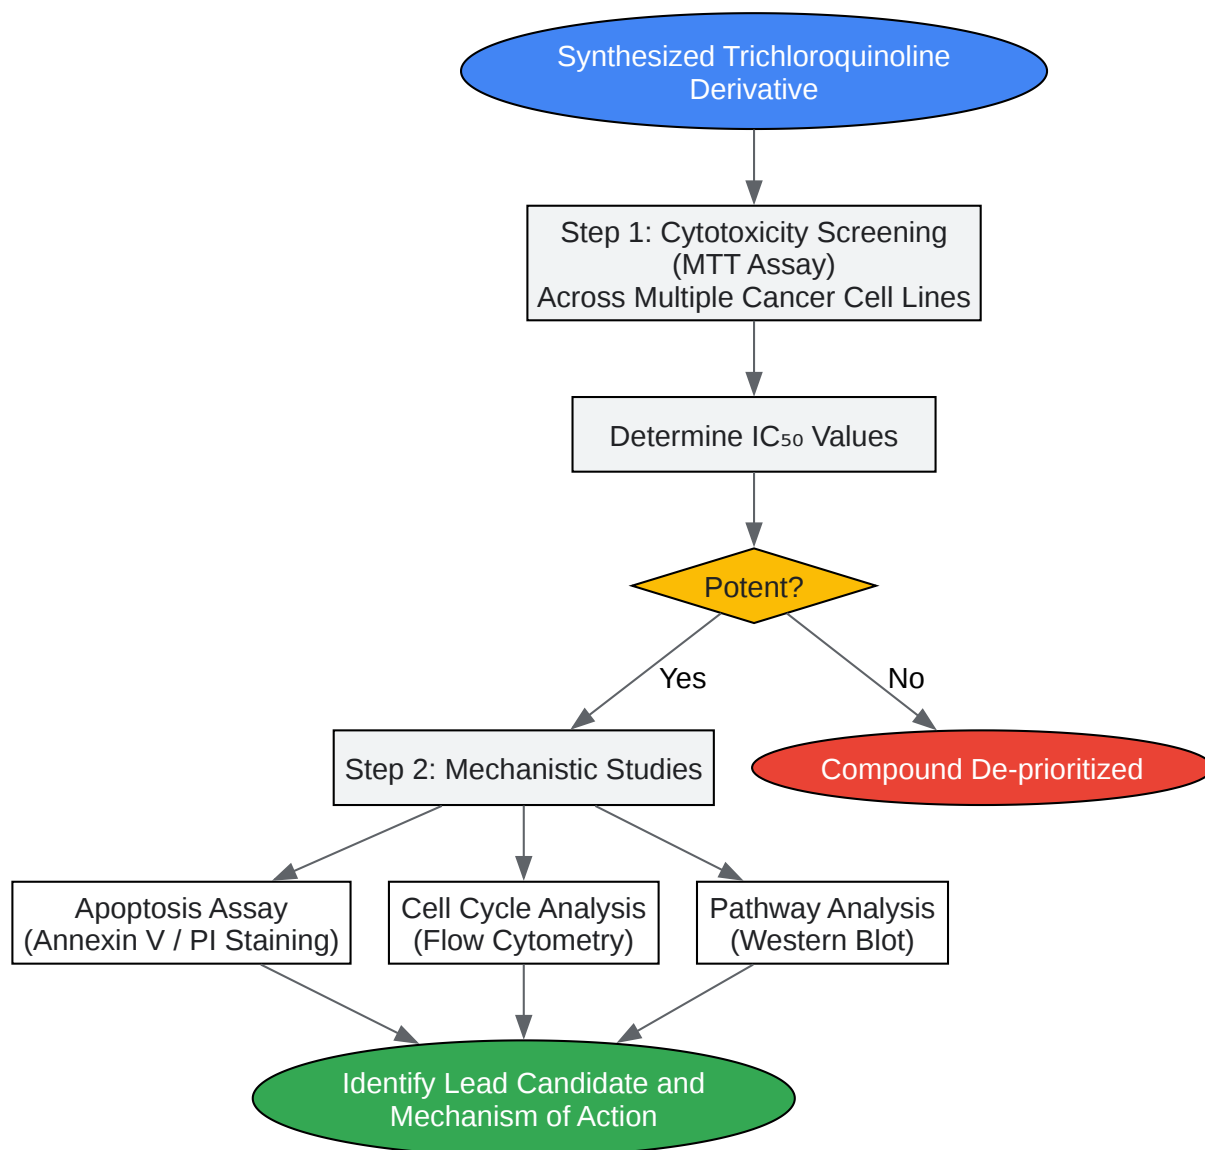 Synthesized Trichloroquinoline
Derivative
Step 1: Cytotoxicity Screening
(MTT Assay)
Across Multiple Cancer Cell Lines
Determine IC₅₀ Values
Potent?
Yes
No
Step 2: Mechanistic Studies
Compound De-prioritized
Apoptosis Assay
(Annexin V / PI Staining)
Cell Cycle Analysis
(Flow Cytometry)
Pathway Analysis
(Western Blot)
Identify Lead Candidate and
Mechanism of Action